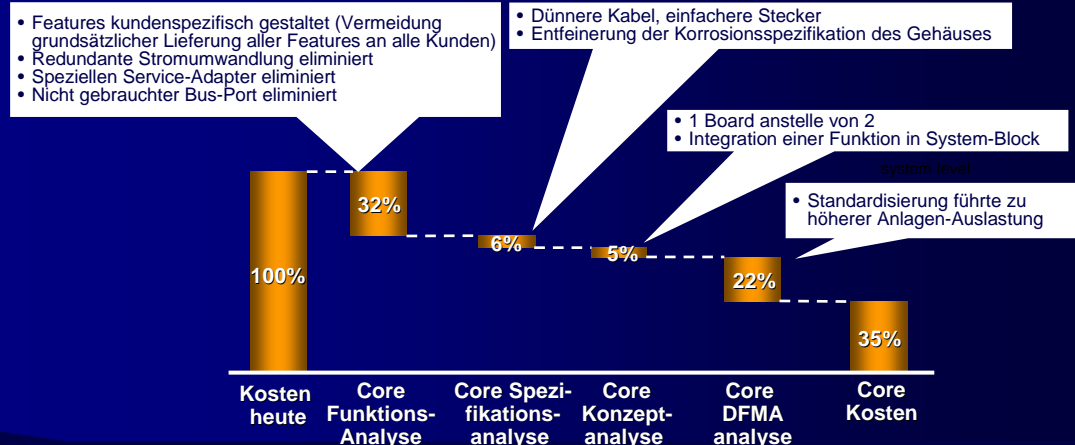 • Features kundenspezifisch gestaltet (Vermeidung
grundsätzlicher Lieferung aller Features an alle Kunden)
• Redundante Stromumwandlung eliminiert
• Speziellen Service-Adapter eliminiert
• Nicht gebrauchter Bus-Port eliminiert
• Dünnere Kabel, einfachere Stecker
• Entfeinerung der Korrosionsspezifikation des Gehäuses
• 1 Board anstelle von 2
• Integration einer Funktion in System-Block
system level
• Standardisierung führte zu
höherer Anlagen-Auslastung
100%
32%
6%
5%
22%
35%
Kosten
heute
Core
Funktions-
Analyse
Core Spezi-
fikations-
analyse
Core
Konzept-
analyse
Core
DFMA
analyse
Core
Kosten